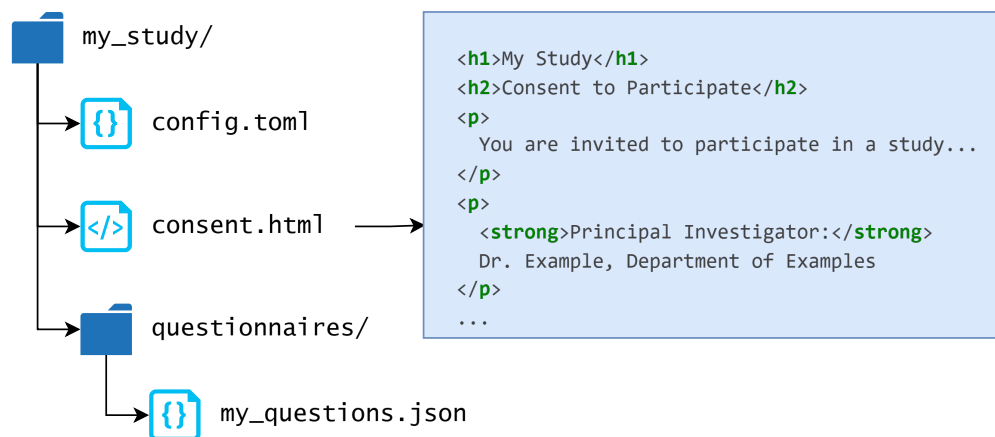 my_study/
{} config.toml
</> consent.html
questionnaires/
{} my_questions.json
<h1>My Study</h1>
<h2>Consent to Participate</h2>
<p>
You are invited to participate in a study...
</p>
<p>
<strong>Principal Investigator:</strong>
Dr. Example, Department of Examples
</p>
...